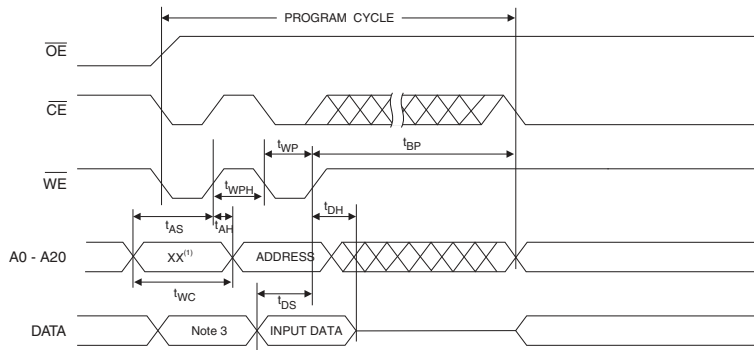 PROGRAM CYCLE
OE
CE
tWP
tBP
WE
tWPH
tDH
tAS
tAH
A0 - A20
XX(1)
ADDRESS
tWC
tDS
DATA
Note 3
INPUT DATA